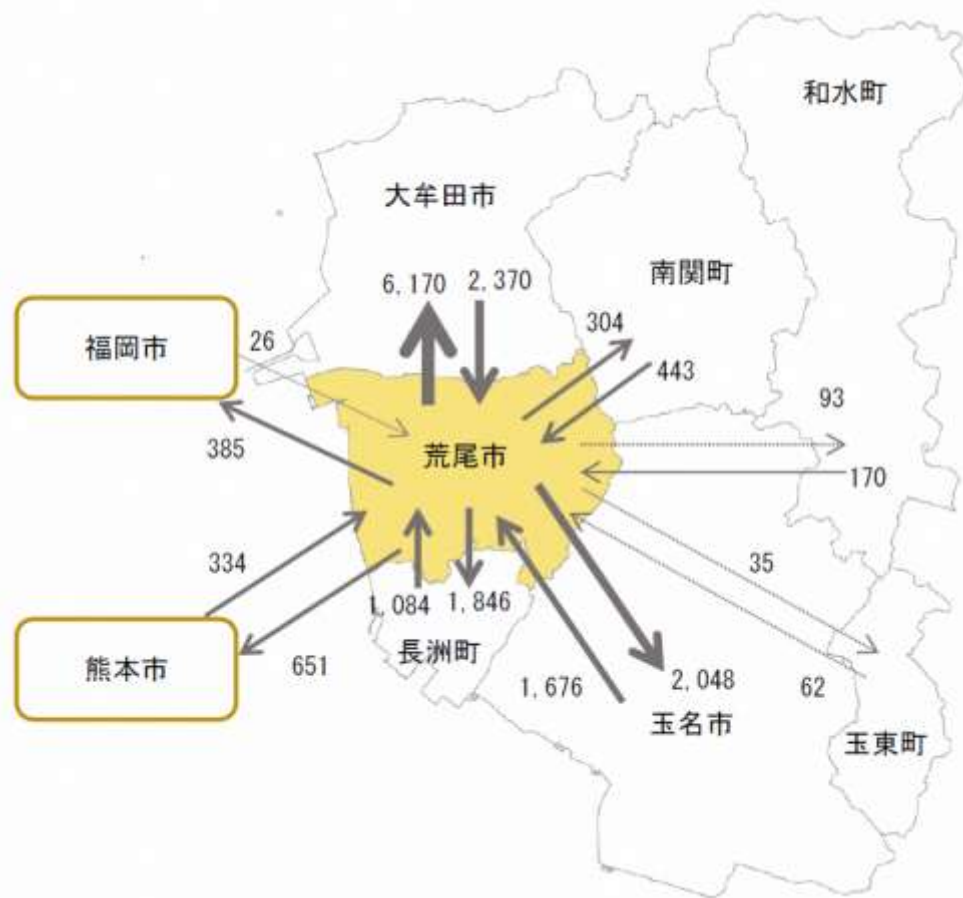 和水町
大牟田市
南関町
6,170
2,370
304
福岡市
26
443
93
385
荒尾市
170
334
35
1,084
1,846
長洲町
熊本市
651
1,676
2,048
62
玉名市
玉東町